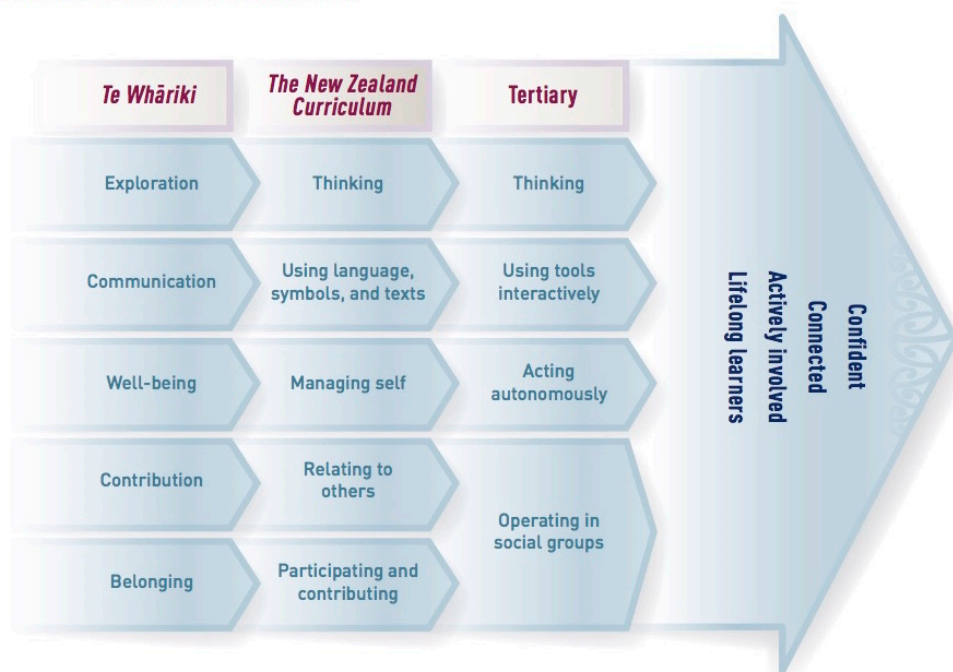 Te Whāriki
The New Zealand
Curriculum
Tertiary
Exploration
Thinking
Thinking
Communication
Using language,
symbols, and texts
Using tools
interactively
Well-being
Managing self
Acting
autonomously
Contribution
Relating to
others
Operating in
social groups
Belonging
Participating and
contributing
Confident
Connected
Actively involved
Lifelong learners